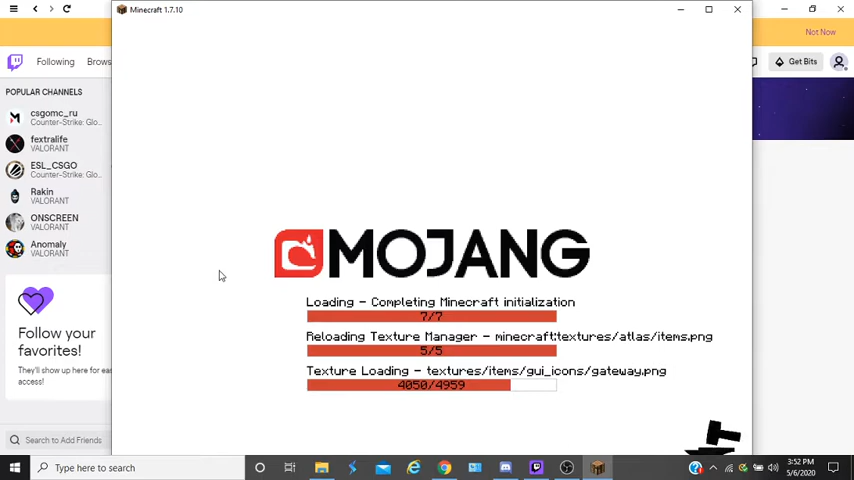 Minecraft 1.7.10
Not Now
Following
Brows
Get Bits
POPULAR CHANNELS
csgomc_ru
Counter-Strike: Glo...
fextralife
VALORANT
ESL_CSGO
Counter-Strike: Glo...
Rakin
VALORANT
ONSCREEN
VALORANT
Anomaly
VALORANT
MOJANG
Loading - Completing Minecraft initialization
7/7
Reloading Texture Manager - minecraft:textures/atlas/items.png
5/5
Texture Loading - textures/items/gui_icons/gateway.png
4050/4959
Follow your
favorites!
They'll show up here for eas
access!
Search to Add Friends
Type here to search
3:52 PM
5/6/2020